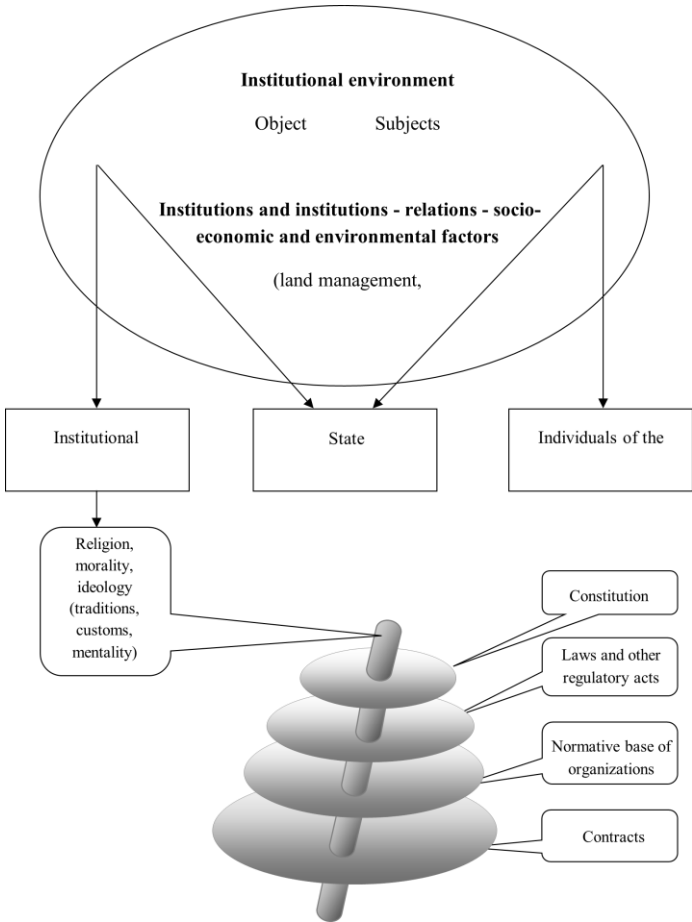 Institutional environment
Object Subjects
Institutions and institutions - relations - socio-
economic and environmental factors
(land management,
Institutional
State
Individuals of the
Religion,
morality,
ideology
(traditions,
customs,
mentality)
Constitution
Laws and other
regulatory acts
Normative base of
organizations
Contracts